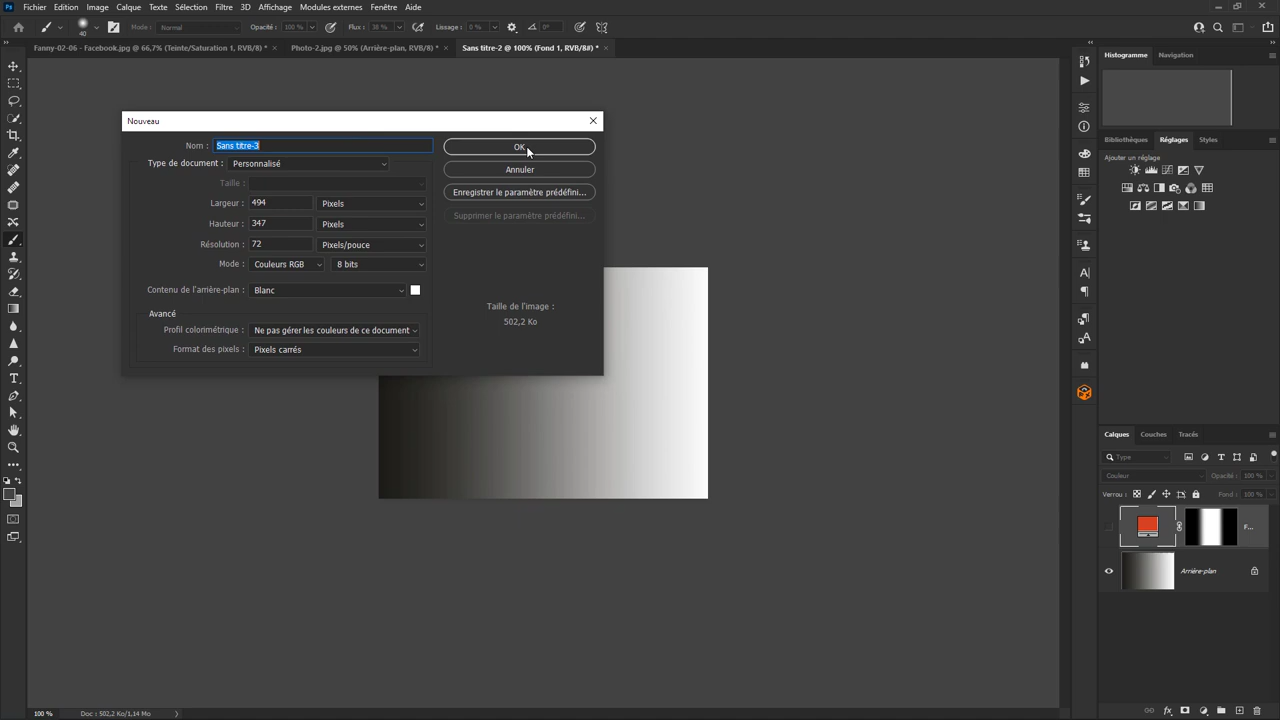 Fichier Edition Image Calque Texte Sélection Filtre 3D Affichage Modules externes Fenêtre Aide
40 Mode : Normal Opacité : 100 % Flux : 38 % Lissage : 0 % 0°
Fanny-02-06 - Facebook.jpg @ 66,7% (Teinte/Saturation 1, RVB/8) * × Photo-2.jpg @ 50% (Arrière-plan, RVB/8) * × Sans titre-2 @ 100% (Fond 1, RVB/8#) * ×
Histogramme Navigation
Nouveau
Nom : Sans titre-3 OK
Type de document : Personnalisé Annuler
Taille : Enregistrer le paramètre prédéfini...
Largeur : 494 Pixels Supprimer le paramètre prédéfini...
Hauteur : 347 Pixels
Résolution : 72 Pixels/pouce
Mode : Couleurs RGB 8 bits
Contenu de l'arrière-plan : Blanc
Taille de l'image :
502,2 Ko
Avancé
Profil colorimétrique : Ne pas gérer les couleurs de ce document
Format des pixels : Pixels carrés
Bibliothèques Réglages Styles
Ajouter un réglage
Calques Couches Tracés
Type
Couleur Opacité : 100 %
Verrou : Fond : 100 %
F...
Arrière-plan
100 % Doc : 502,2 Ko/1,14 Mo